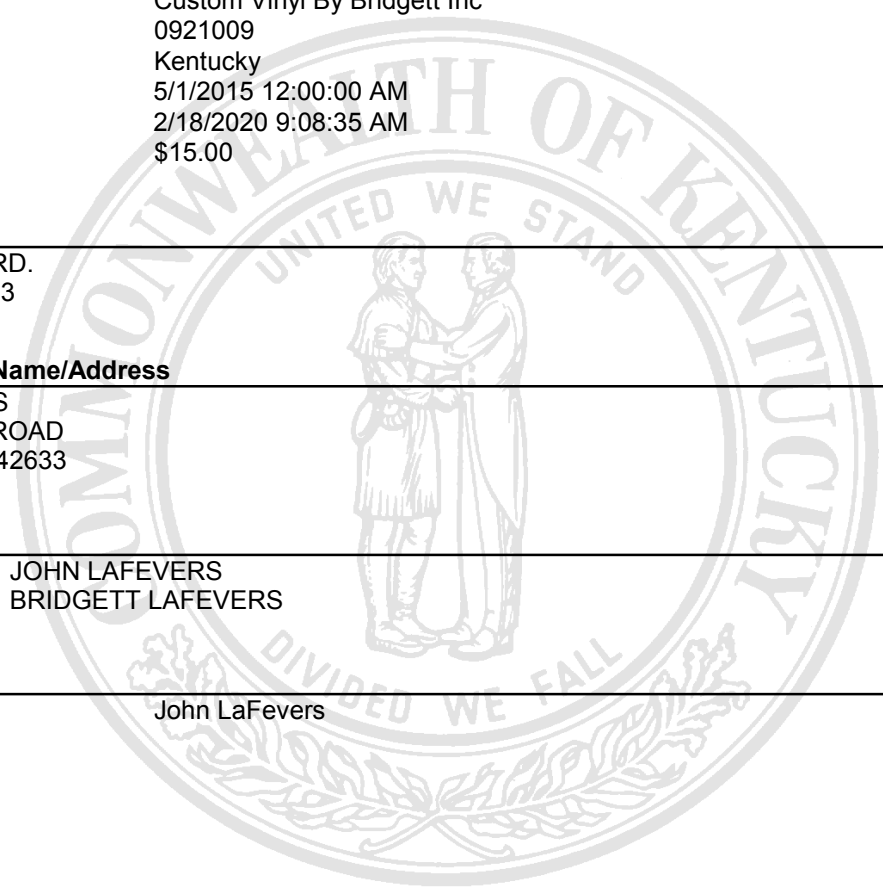 Custom Vinyl By Bridgett Inc
0921009
Kentucky
5/1/2015 12:00:00 AM
2/18/2020 9:08:35 AM
$15.00
RD.
3
Name/Address
S
ROAD
42633
JOHN LAFEVERS
BRIDGETT LAFEVERS
John LaFevers
COMMONWEALTH OF KENTUCKY
UNITED WE STAND
DIVIDED WE FALL